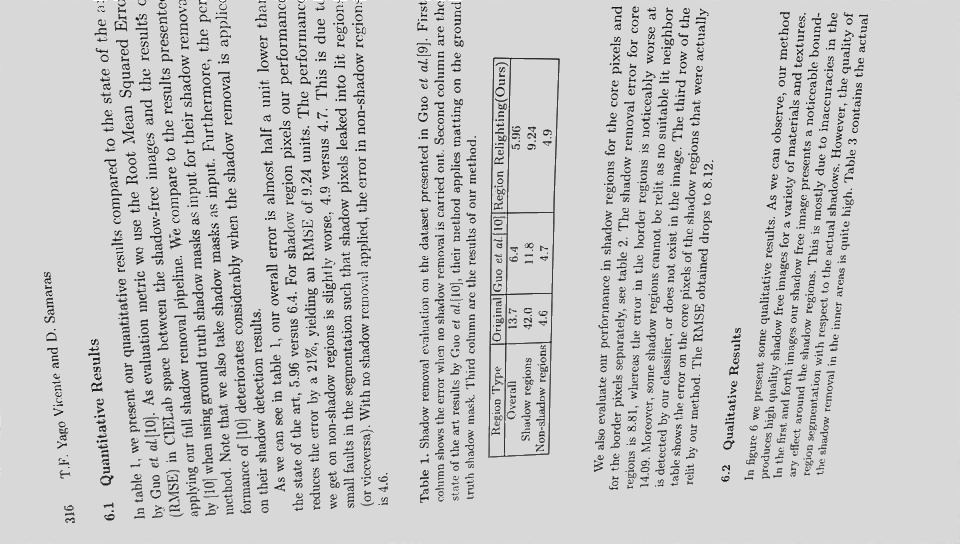 316 T.F. Yago Vicente and D. Samaras
6.1 Quantitative Results
In table 1, we present our quantitative results compared to the state of the
by Guo et al.[10]. As evaluation metric we use the Root Mean Squared
(RMSE) in CIELab space between the shadow-free images and the results
applying our full shadow removal pipeline. We compare to the results presented
by [10] when using ground truth shadow masks as input for their shadow
method. Note that we also take shadow masks as input. Furthermore, the
formance of [10] deteriorates considerably when the shadow removal is
on their shadow detection results.
As we can see in table 1, our overall error is almost half a unit lower than
the state of the art, 5.96 versus 6.4. For shadow region pixels our performance
reduces the error by a 21%, yielding an RMSE of 9.24 units. The performance
we get on non-shadow regions is slightly worse, 4.9 versus 4.7. This is due to
small faults in the segmentation such that shadow pixels leaked into lit regions
(or viceversa). With no shadow removal applied, the error in non-shadow regions
is 4.6.
Table 1. Shadow removal evaluation on the dataset presented in Guo et al.[9]. First
column shows the error when no shadow removal is carried out. Second column are the
state of the art results by Guo et al.[10], their method applies matting on the ground
truth shadow mask. Third column are the results of our method.
Region Type Original Guo et al.[10] Region Relighting(Ours)
Overall 13.7 6.4 5.96
Shadow regions 42.0 11.8 9.24
Non-shadow regions 4.6 4.7 4.9
We also evaluate our performance in shadow regions for the core pixels and
for the border pixels separately, see table 2. The shadow removal error for core
regions is 8.81, whereas the error in the border regions is noticeably worse at
14.09. Moreover, some shadow regions cannot be relit as no suitable lit neighbor
is detected by our classifier, or does not exist in the image. The third row of the
table shows the error on the core pixels of the shadow regions that were actually
relit by our method. The RMSE obtained drops to 8.12.
6.2 Qualitative Results
In figure 6 we present some qualitative results. As we can observe, our method
produces high quality shadow free images for a variety of materials and textures.
In the first and forth images our shadow free image presents a noticeable bound-
ary effect around the shadow regions. This is mostly due to inaccuracies in the
region segmentation with respect to the actual shadows. However, the quality of
the shadow removal in the inner areas is quite high. Table 3 contains the actual